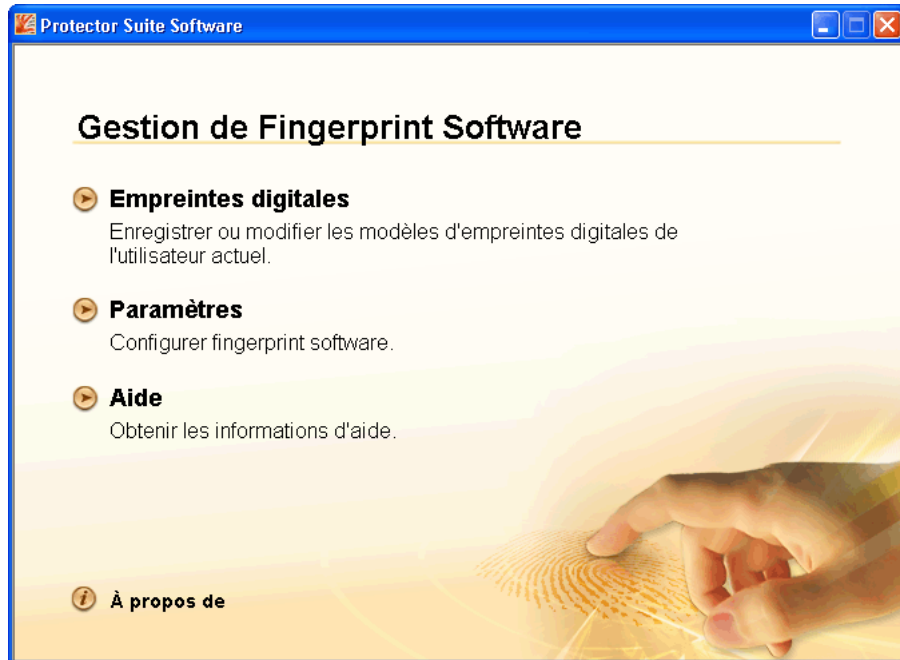 Protector Suite Software
Gestion de Fingerprint Software
Empreintes digitales
Enregistrer ou modifier les modèles d'empreintes digitales de
l'utilisateur actuel.
Paramètres
Configurer fingerprint software.
Aide
Obtenir les informations d'aide.
À propos de